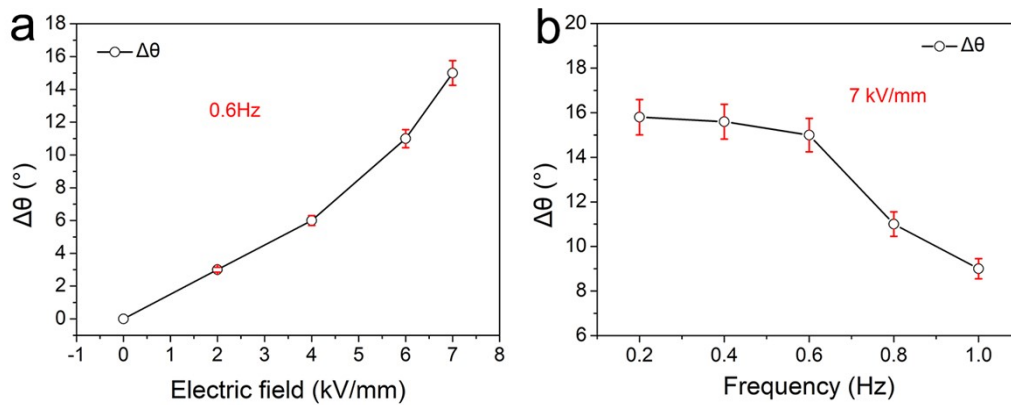 a
18
16
14
12
10
8
6
4
2
0
Δθ (°)
Δθ
0.6Hz
-1 0 1 2 3 4 5 6 7 8
Electric field (kV/mm)
b
20
18
16
14
12
10
8
6
Δθ (°)
Δθ
7 kV/mm
0.2 0.4 0.6 0.8 1.0
Frequency (Hz)